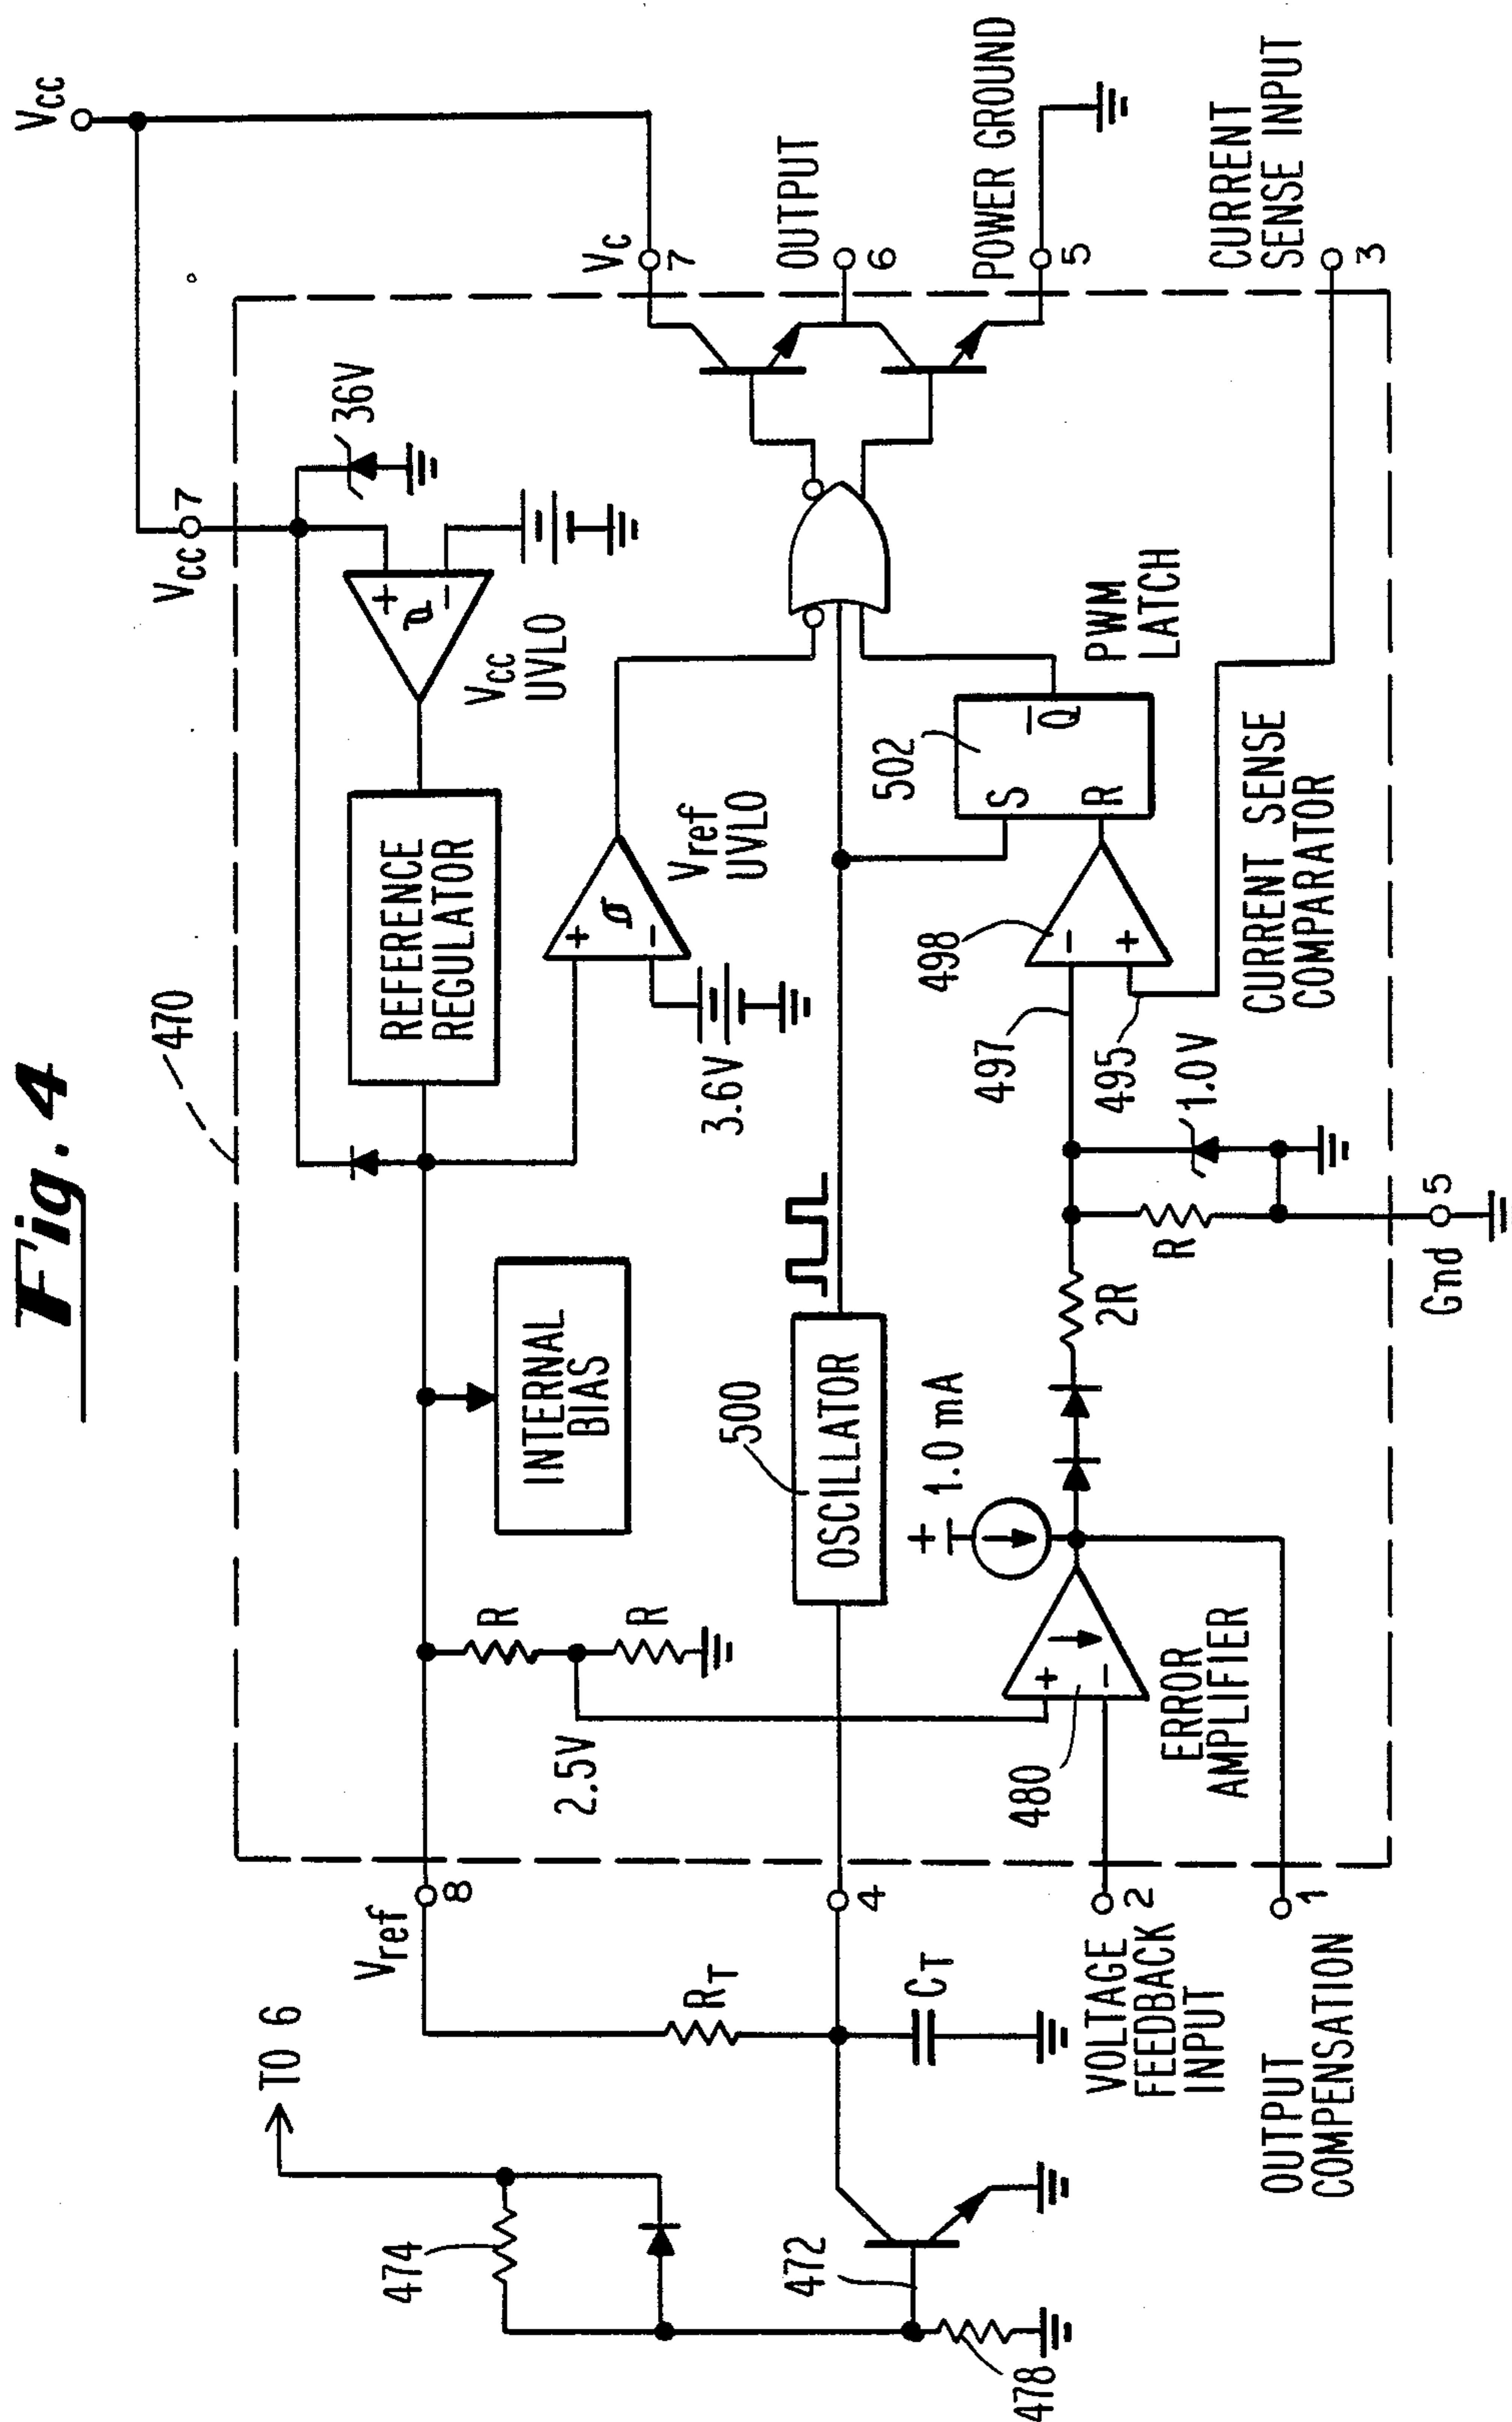 Fig. 4
470
Vcc
Vcc 7
36V
+
−
Vcc
UVLO
REFERENCE
REGULATOR
Vref
UVLO
+
−
3.6V
INTERNAL
BIAS
R
R
2.5V
Vref
8
TO 6
474
472
478
RT
CT
4
500
OSCILLATOR
VC
7
OUTPUT
6
POWER GROUND
5
CURRENT
SENSE INPUT
3
PWM
LATCH
502
S
R
Q̅
498
−
+
497
495
CURRENT SENSE
COMPARATOR
1.0V
R
2R
Gnd 5
+
1.0 mA
480
+
−
ERROR
AMPLIFIER
VOLTAGE
FEEDBACK
INPUT
2
OUTPUT
COMPENSATION
1